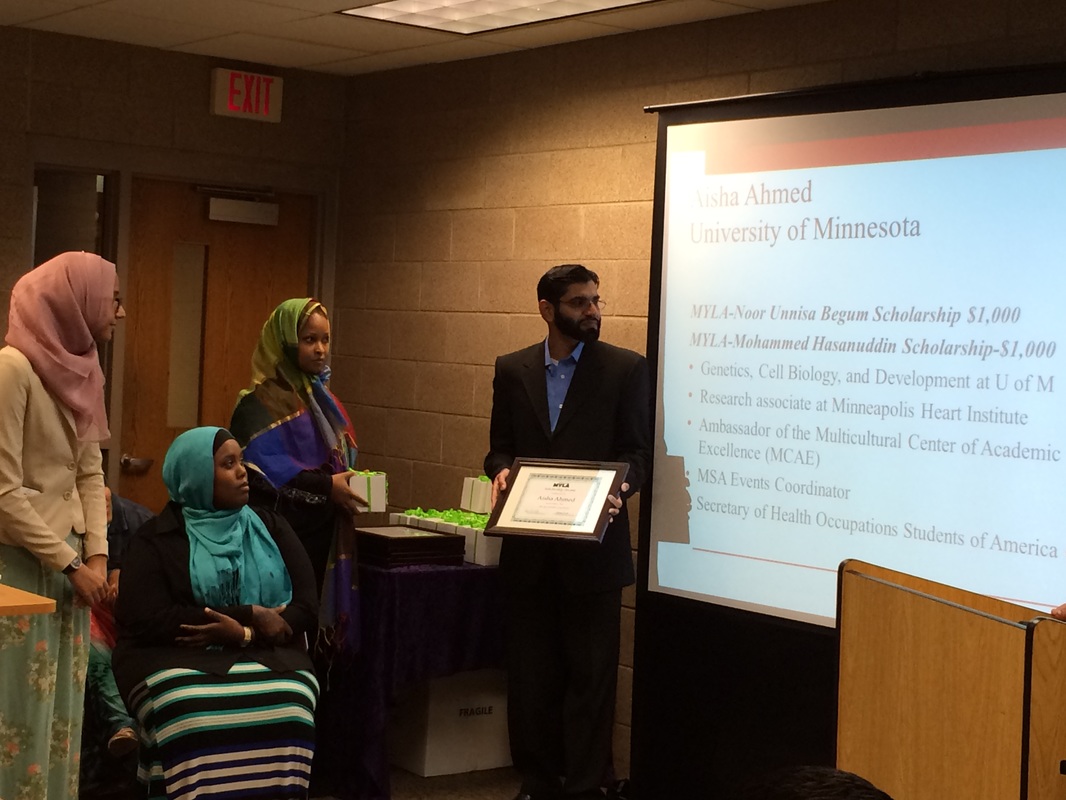 EXIT
Aisha Ahmed
University of Minnesota
MYLA-Noor Unnisa Begum Scholarship $1,000
MYLA-Mohammed Hasanuddin Scholarship-$1,000
• Genetics, Cell Biology, and Development at U of M
• Research associate at Minneapolis Heart Institute
• Ambassador of the Multicultural Center of Academic
Excellence (MCAE)
• MSA Events Coordinator
• Secretary of Health Occupations Students of America
MYLA
Aisha Ahmed
FRAGILE